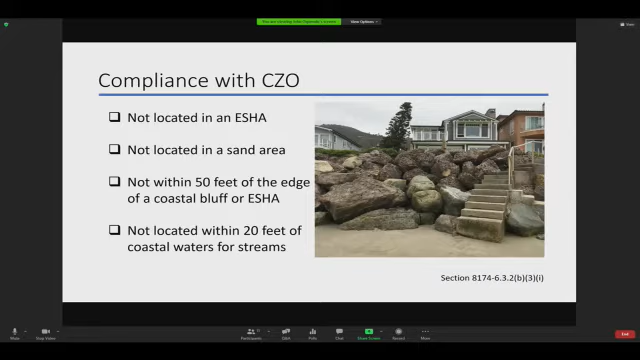 View Options
Compliance with CZO
Not located in an ESHA
Not located in a sand area
Not within 50 feet of the edge
of a coastal bluff or ESHA
Not located within 20 feet of
coastal waters for streams
Section 8174-6.3.2(b)(3)(i)
Mute
Stop Video
Participants
Q&A
Polls
Chat
Share Screen
Record
More
End